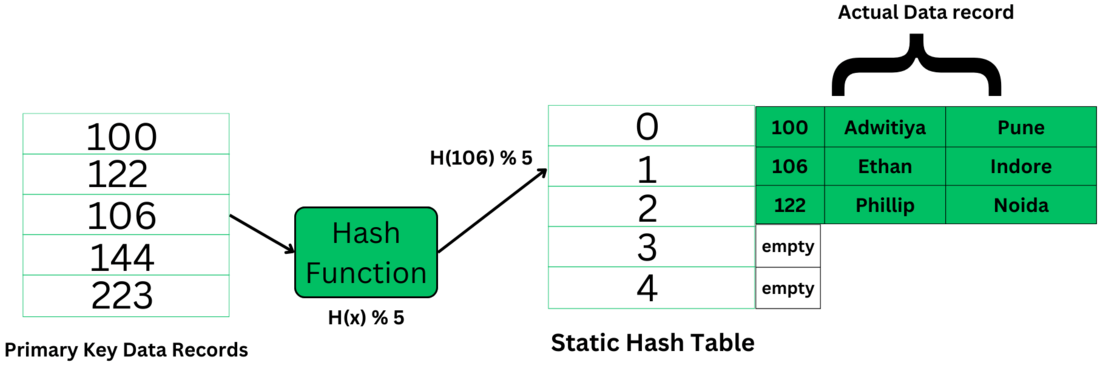 Actual Data record
100
122
106
144
223
Primary Key Data Records
Hash
Function
H(x) % 5
H(106) % 5
0
1
2
3
4
Static Hash Table
100 Adwitiya Pune
106 Ethan Indore
122 Phillip Noida
empty
empty